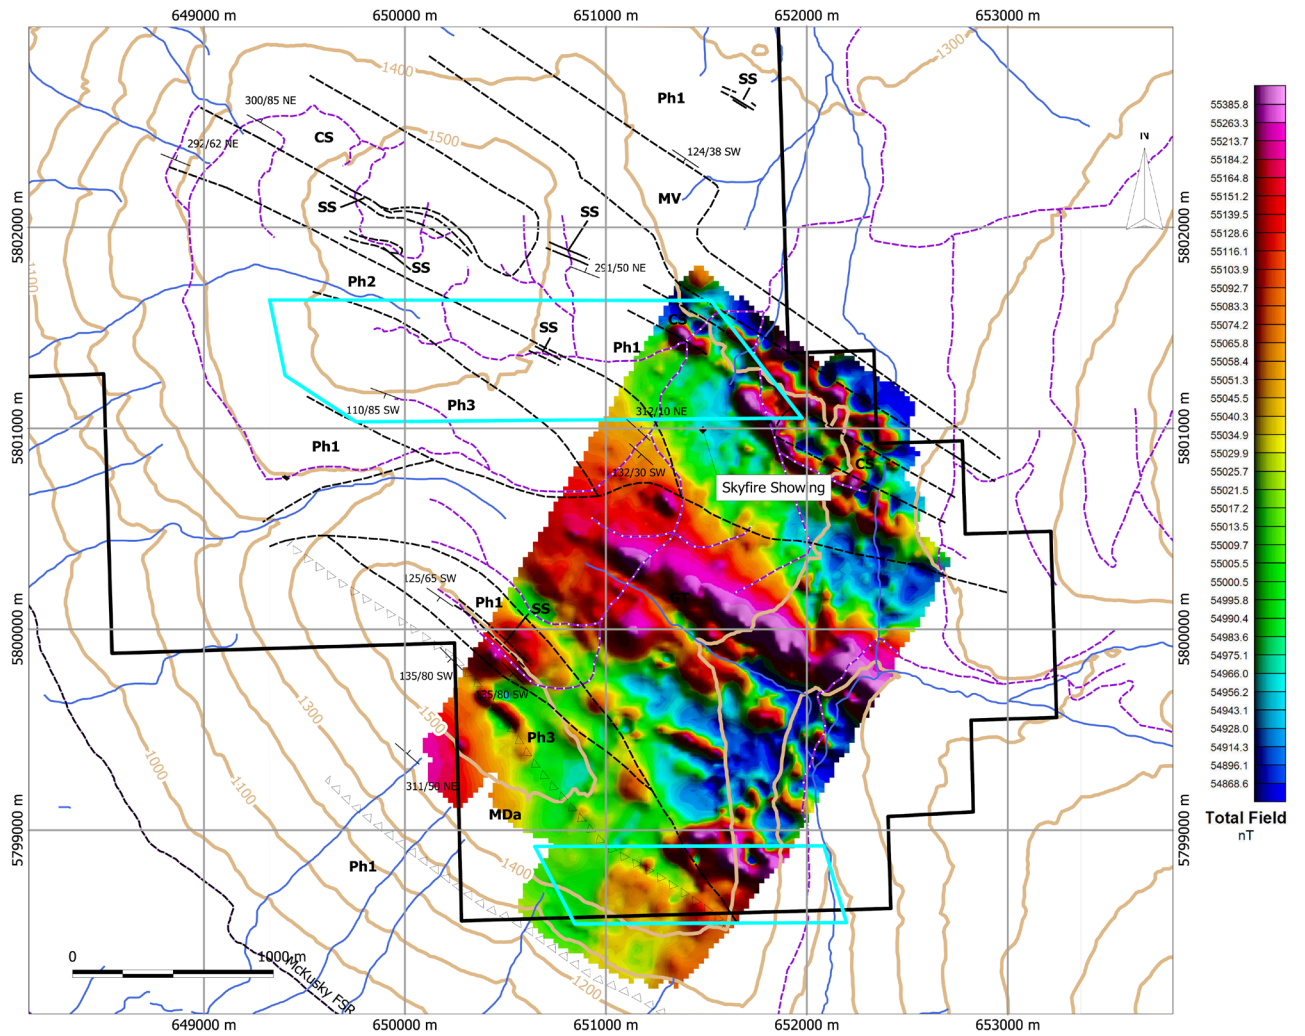 649000 m
650000 m
651000 m
652000 m
653000 m
1400
1300
SS
Ph1
300/85 NE
CS
1500
292/62 NE
124/38 SW
N
MV
SS
SS
5802000 m
5802000 m
SS
291/50 NE
Ph2
CS
SS
Ph1
Ph3
312/10 NE
110/85 SW
5801000 m
5801000 m
Ph1
CS
132/30 SW
Skyfire Showing
125/65 SW
Ph1
SS
5800000 m
5800000 m
135/80 SW
135/80 SW
1300
1500
Ph3
1000
1100
311/50 NE
MDa
5799000 m
5799000 m
Ph1
1400
0
1000 m
McKusky FSR
1200
649000 m
650000 m
651000 m
652000 m
653000 m
55385.8
55263.3
55213.7
55184.2
55164.8
55151.2
55139.5
55128.6
55116.1
55103.9
55092.7
55083.3
55074.2
55065.8
55058.4
55051.3
55045.5
55040.3
55034.9
55029.9
55025.7
55021.5
55017.2
55013.5
55009.7
55005.5
55000.5
54995.8
54990.4
54983.6
54975.1
54966.0
54956.2
54943.1
54928.0
54914.3
54896.1
54868.6
Total Field
nT